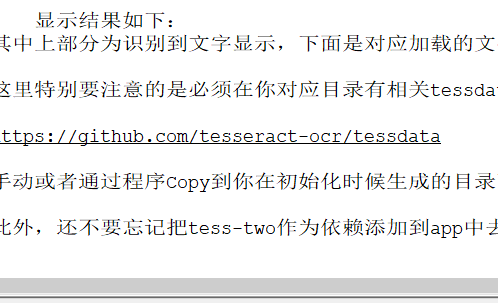 显示结果如下：
其中上部分为识别到文字显示，下面是对应加载的文
这里特别要注意的是必须在你对应目录有相关tessda
https://github.com/tesseract-ocr/tessdata
手动或者通过程序Copy到你在初始化时候生成的目录
此外，还不要忘记把tess-two作为依赖添加到app中去